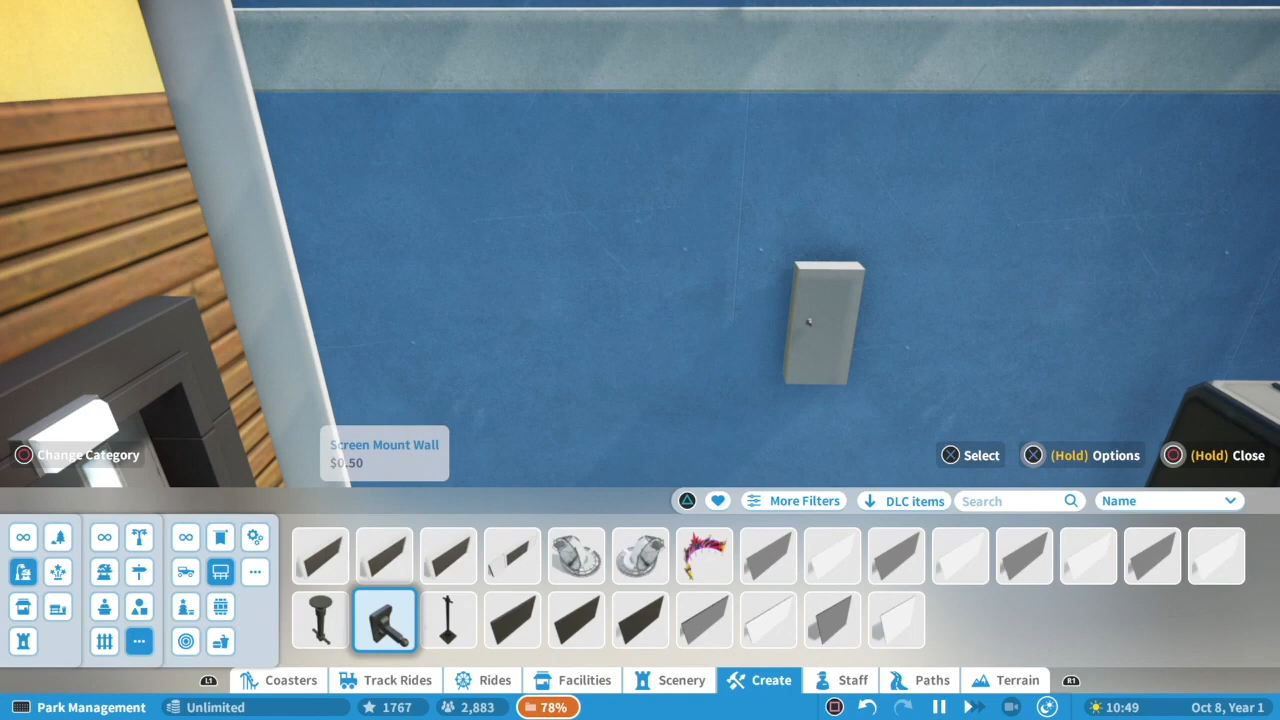 Screen Mount Wall
$0.50
Change Category
Select
(Hold) Options
(Hold) Close
More Filters
DLC items
Search
Name
L1
Coasters
Track Rides
Rides
Facilities
Scenery
Create
Staff
Paths
Terrain
R1
Park Management
Unlimited
1767
2,883
78%
10:49
Oct 8, Year 1